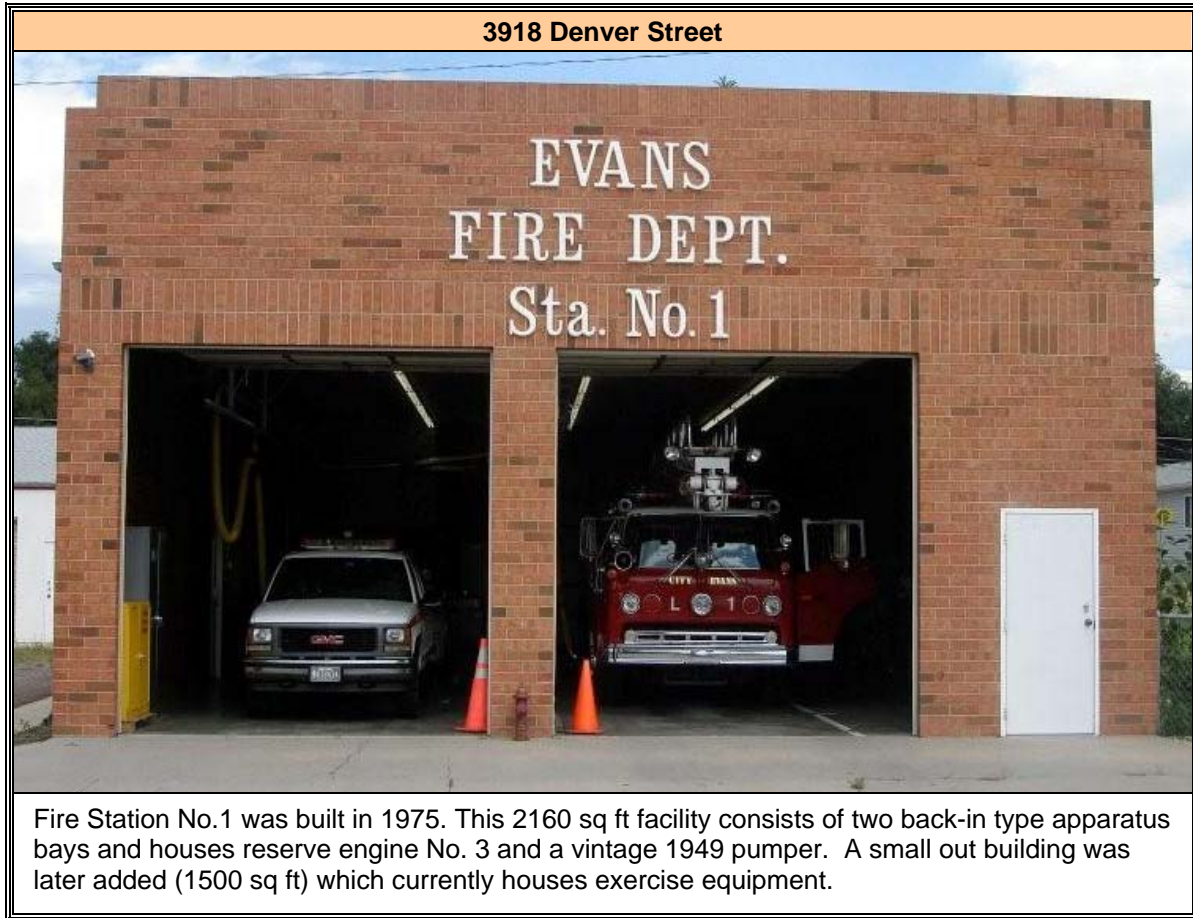 3918 Denver Street
EVANS
FIRE DEPT.
Sta. No. 1
GMC
CITY EVANS
L 1
Fire Station No.1 was built in 1975. This 2160 sq ft facility consists of two back-in type apparatus
bays and houses reserve engine No. 3 and a vintage 1949 pumper. A small out building was
later added (1500 sq ft) which currently houses exercise equipment.